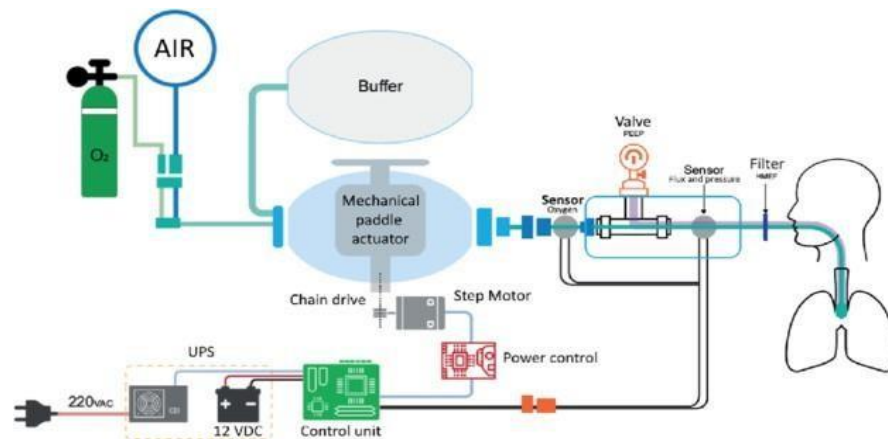 AIR
O₂
Buffer
Mechanical
paddle
actuator
Valve
PEEP
Sensor
Oxygen
Sensor
Flux and pressure
Filter
HMEF
Chain drive
Step Motor
Power control
UPS
220VAC
12 VDC
Control unit